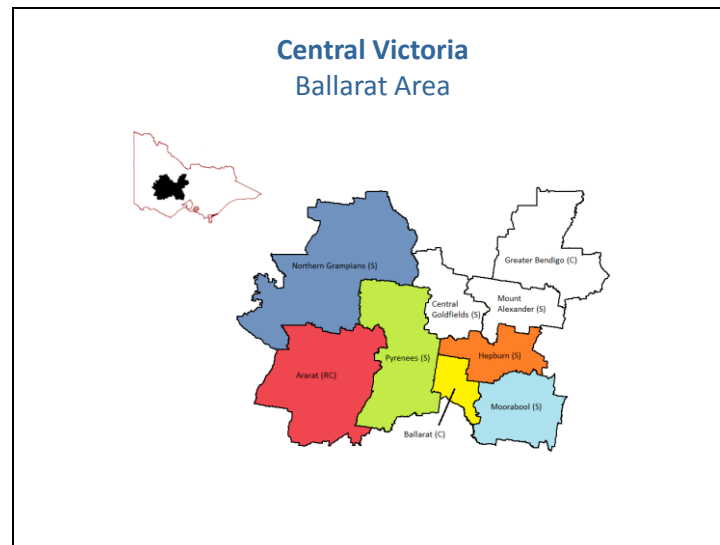 Central Victoria
Ballarat Area
Greater Bendigo (C)
Northern Grampians (S)
Central
Goldfields (S)
Mount
Alexander (S)
Pyrenees (S)
Hepburn (S)
Ararat (RC)
Moorabool (S)
Ballarat (C)